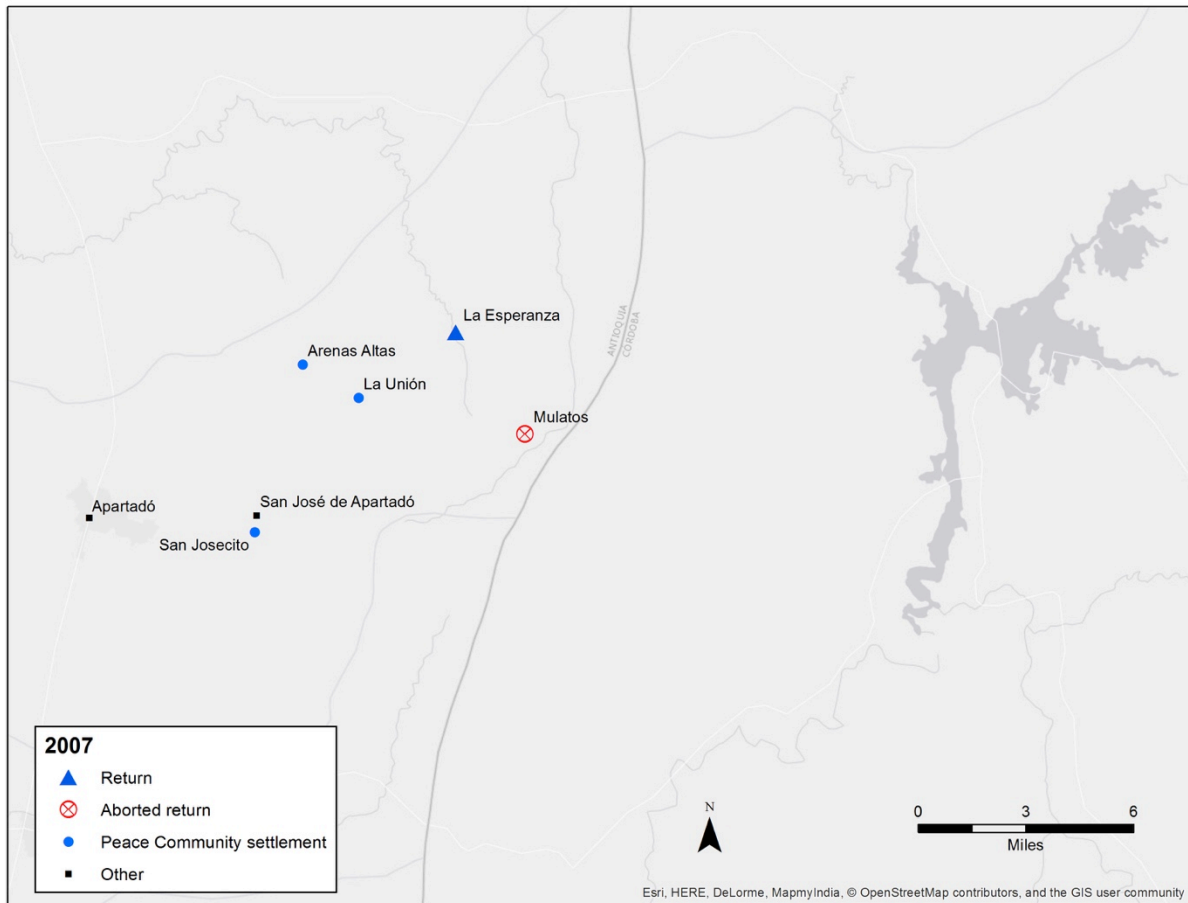 La Esperanza
ANTIOQUIA
CÓRDOBA
Arenas Altas
La Unión
Mulatos
San José de Apartadó
Apartadó
San Josecito
2007
Return
Aborted return
Peace Community settlement
Other
N
0 3 6
Miles
Esri, HERE, DeLorme, MapmyIndia, © OpenStreetMap contributors, and the GIS user community